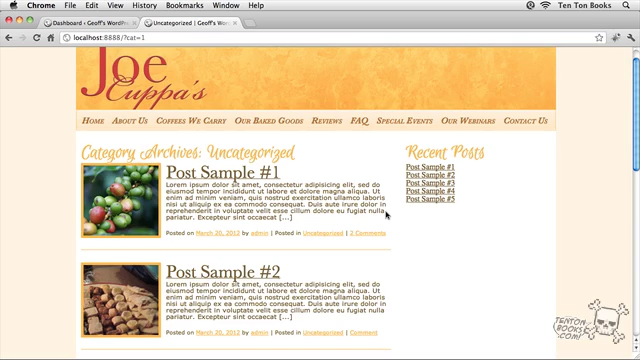 Chrome File Edit View History Bookmarks Window Help Ten Ton Books
Dashboard ‹ Geoff's WordPre
Uncategorized | Geoff's Wor
localhost:8888/?cat=1
Joe
Cuppa's
Home About Us Coffees We Carry Our Baked Goods Reviews FAQ Special Events Our Webinars Contact Us
Category Archives: Uncategorized
Post Sample #1
Lorem ipsum dolor sit amet, consectetur adipisicing elit, sed do
eiusmod tempor incididunt ut labore et dolore magna aliqua. Ut
enim ad minim veniam, quis nostrud exercitation ullamco laboris
nisi ut aliquip ex ea commodo consequat. Duis aute irure dolor in
reprehenderit in voluptate velit esse cillum dolore eu fugiat nulla
pariatur. Excepteur sint occaecat [...]
Posted on March 20, 2012 by admin | Posted in Uncategorized | 2 Comments
Post Sample #2
Lorem ipsum dolor sit amet, consectetur adipisicing elit, sed do
eiusmod tempor incididunt ut labore et dolore magna aliqua. Ut
enim ad minim veniam, quis nostrud exercitation ullamco laboris
nisi ut aliquip ex ea commodo consequat. Duis aute irure dolor in
reprehenderit in voluptate velit esse cillum dolore eu fugiat nulla
pariatur. Excepteur sint occaecat [...]
Posted on March 20, 2012 by admin | Posted in Uncategorized | Comment
Recent Posts
Post Sample #1
Post Sample #2
Post Sample #3
Post Sample #4
Post Sample #5
TENTON
BOOKS.
COM!